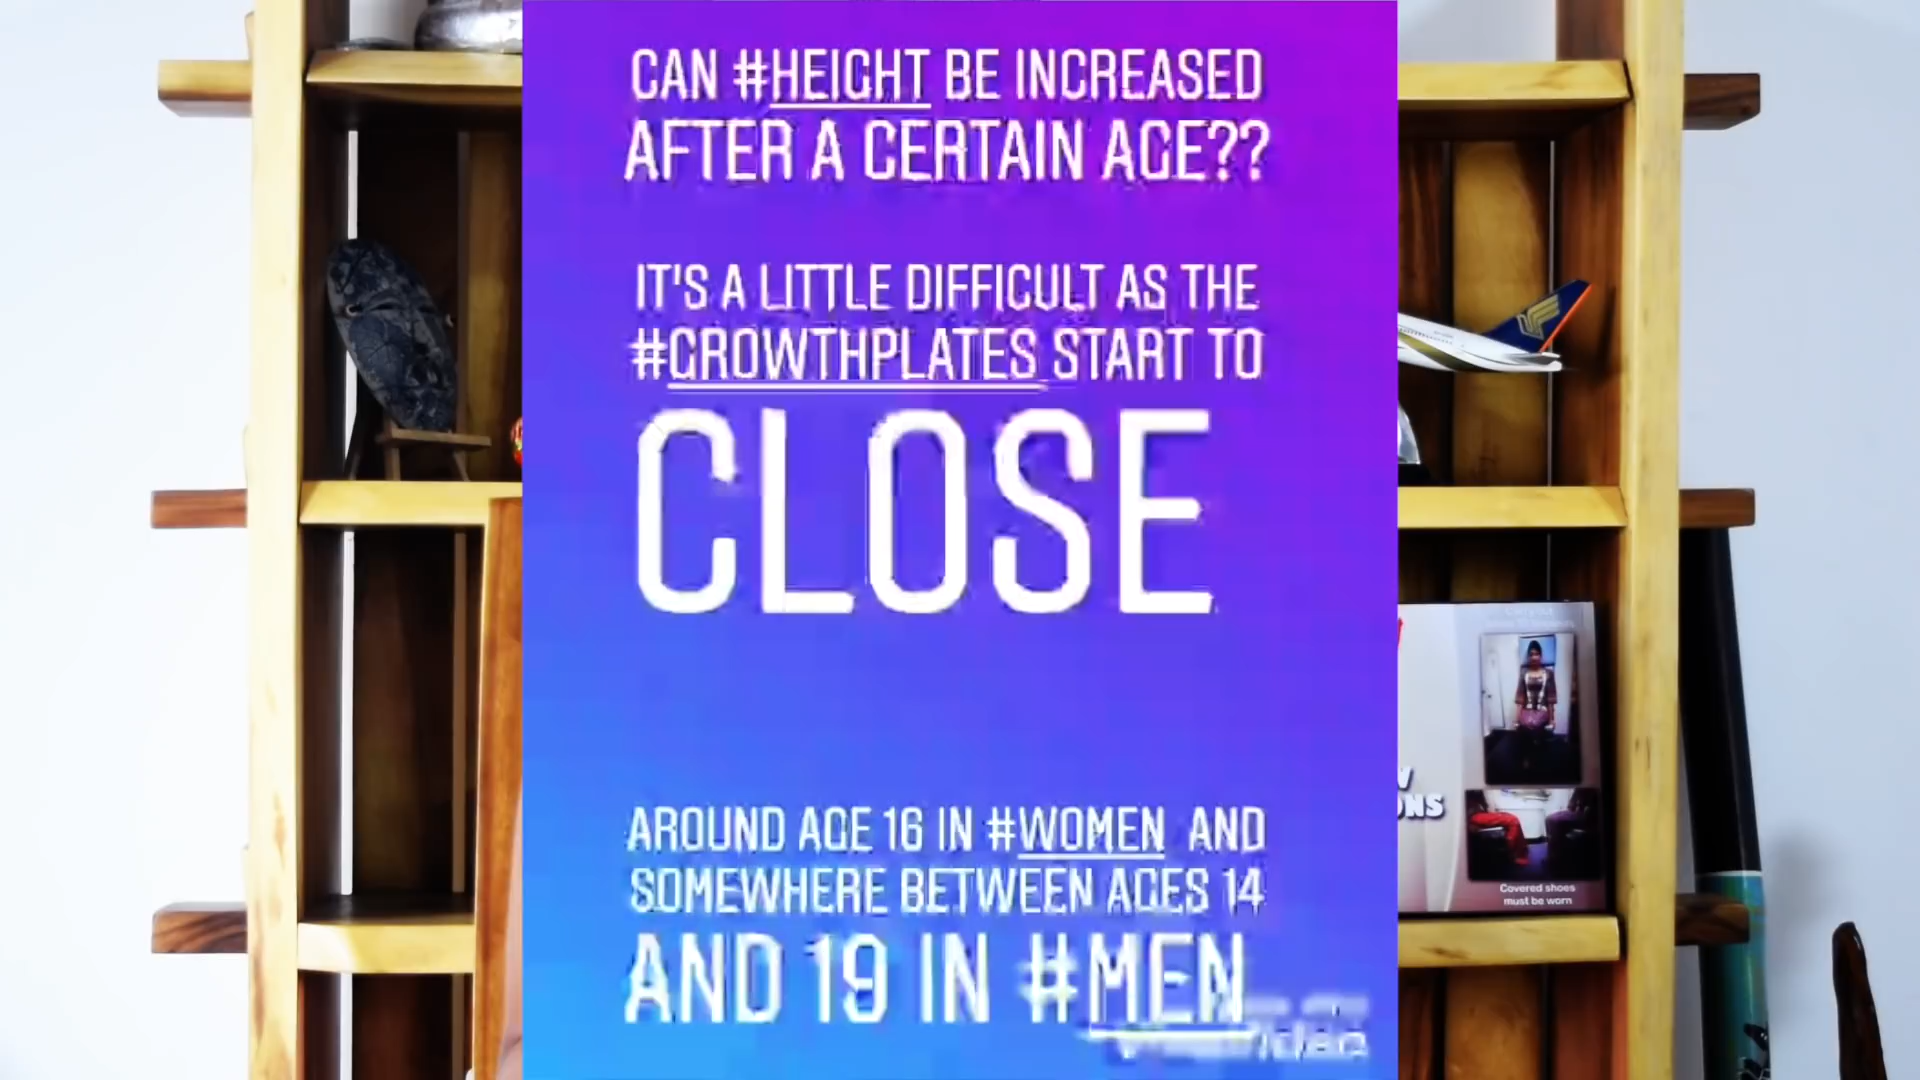 CAN #HEIGHT BE INCREASED
AFTER A CERTAIN AGE??
IT'S A LITTLE DIFFICULT AS THE
#GROWTHPLATES START TO
CLOSE
AROUND AGE 16 IN #WOMEN AND
SOMEWHERE BETWEEN AGES 14
AND 19 IN #MEN
Covered shoes
must be worn